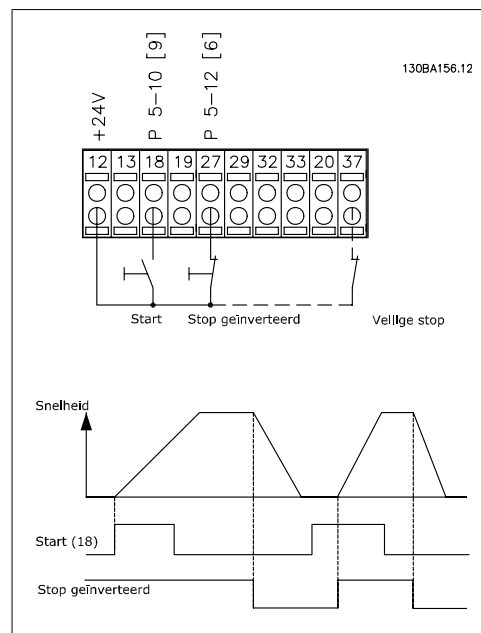 130BA156.12
+24V
P 5-10 [9]
P 5-12 [6]
12 13 18 19 27 29 32 33 20 37
Start
Stop geïnverteerd
Veilige stop
Snelheid
Start (18)
Stop geïnverteerd